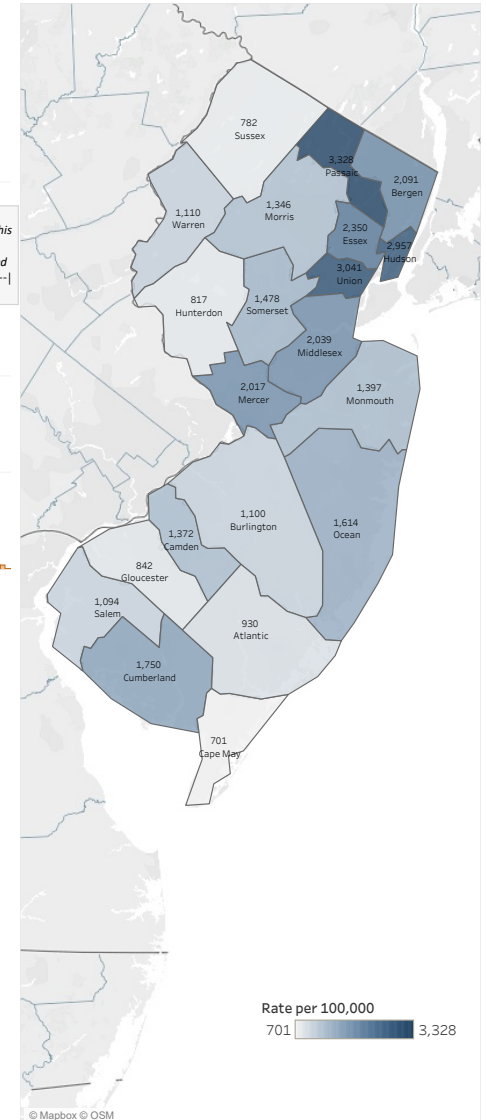 782
Sussex
3,328
Passaic
2,091
Bergen
1,110
Warren
1,346
Morris
2,350
Essex
2,957
Hudson
his
d
--|
3,041
Union
817
Hunterdon
1,478
Somerset
2,039
Middlesex
2,017
Mercer
1,397
Monmouth
1,100
Burlington
1,614
Ocean
1,372
Camden
842
Gloucester
1,094
Salem
930
Atlantic
1,750
Cumberland
701
Cape May
Rate per 100,000
701 3,328
© Mapbox © OSM